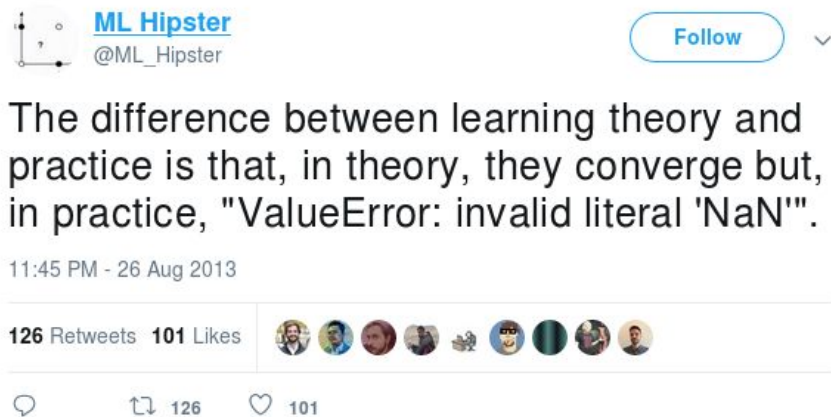 ML Hipster
@ML_Hipster
Follow
The difference between learning theory and
practice is that, in theory, they converge but,
in practice, "ValueError: invalid literal 'NaN'".
11:45 PM - 26 Aug 2013
126 Retweets 101 Likes
126 101